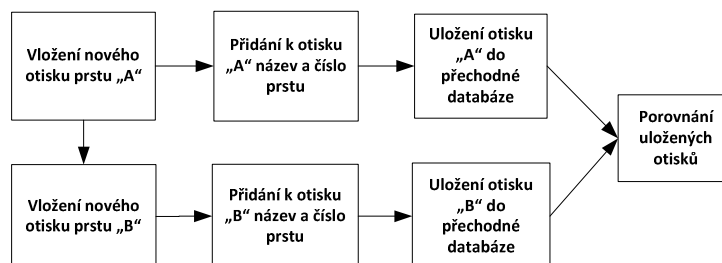 Vložení nového
otisku prstu „A“
Přidání k otisku
„A“ název a číslo
prstu
Uložení otisku
„A“ do
přechodné
databáze
Porovnání
uložených
otisků
Vložení nového
otisku prstu „B“
Přidání k otisku
„B“ název a číslo
prstu
Uložení otisku
„B“ do
přechodné
databáze